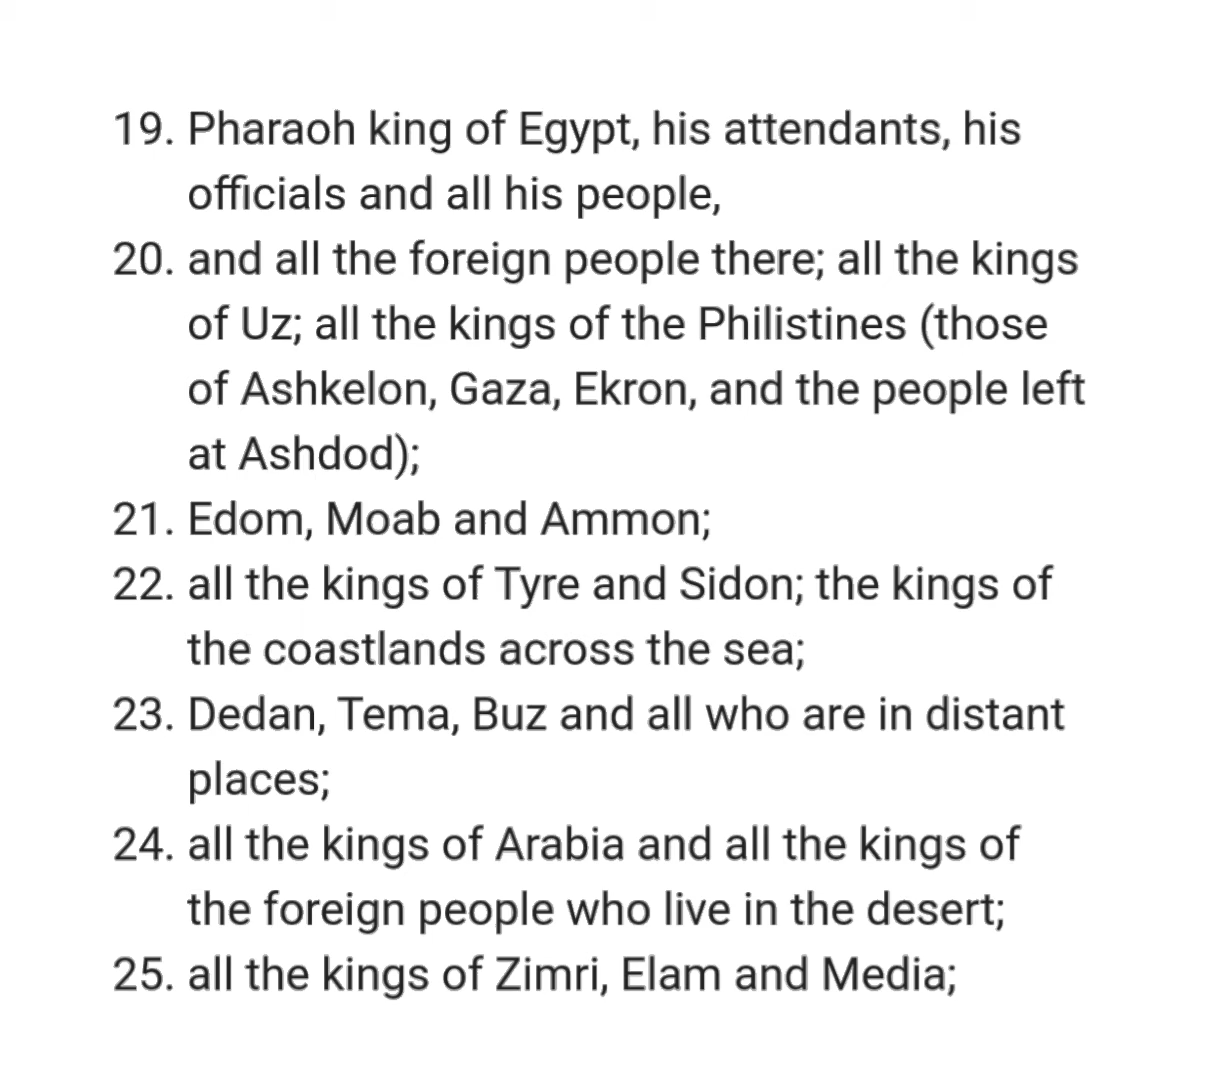 19. Pharaoh king of Egypt, his attendants, his
officials and all his people,
20. and all the foreign people there; all the kings
of Uz; all the kings of the Philistines (those
of Ashkelon, Gaza, Ekron, and the people left
at Ashdod);
21. Edom, Moab and Ammon;
22. all the kings of Tyre and Sidon; the kings of
the coastlands across the sea;
23. Dedan, Tema, Buz and all who are in distant
places;
24. all the kings of Arabia and all the kings of
the foreign people who live in the desert;
25. all the kings of Zimri, Elam and Media;